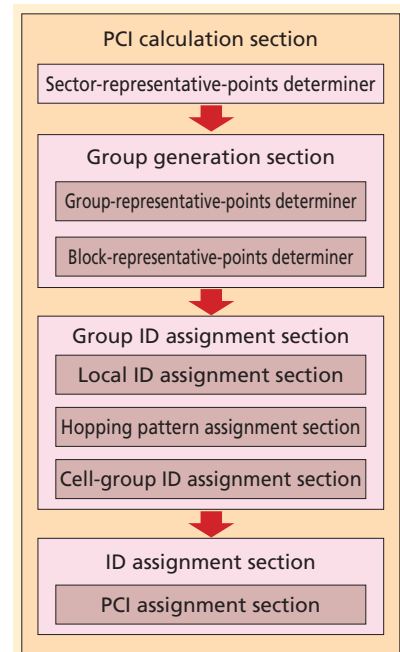 PCI calculation section
Sector-representative-points determiner
Group generation section
Group-representative-points determiner
Block-representative-points determiner
Group ID assignment section
Local ID assignment section
Hopping pattern assignment section
Cell-group ID assignment section
ID assignment section
PCI assignment section